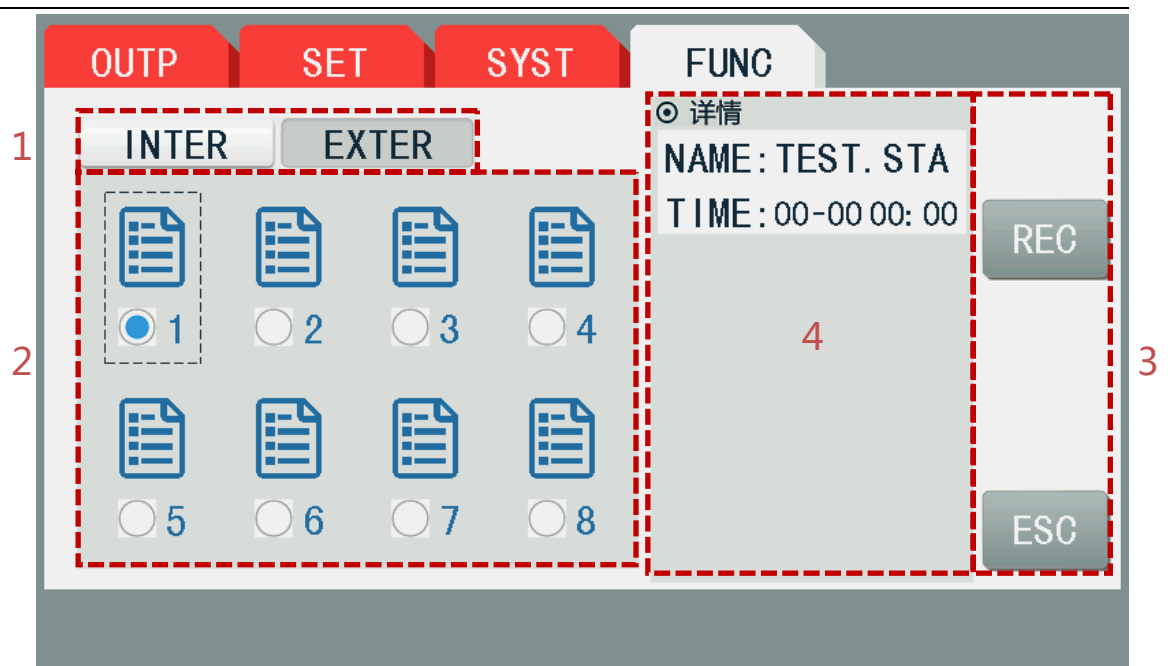 OUTP SET SYST FUNC
1
INTER EXTER
2
1 2 3 4
5 6 7 8
详情
NAME:TEST.STA
TIME:00-00 00:00
4
REC
ESC
3